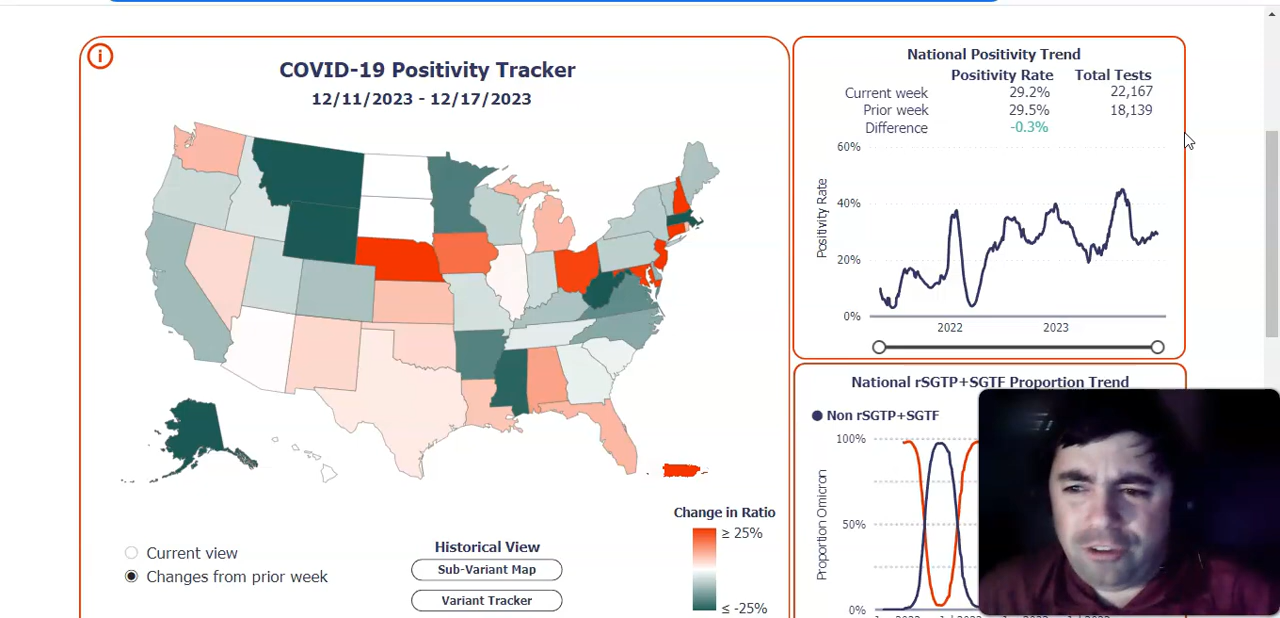 i
COVID-19 Positivity Tracker
12/11/2023 - 12/17/2023
Current view
Changes from prior week
Historical View
Sub-Variant Map
Variant Tracker
Change in Ratio
≥ 25%
≤ -25%
National Positivity Trend
Positivity Rate Total Tests
Current week 29.2% 22,167
Prior week 29.5% 18,139
Difference -0.3%
Positivity Rate
60%
40%
20%
0%
2022 2023
National rSGTP+SGTF Proportion Trend
Non rSGTP+SGTF
Proportion Omicron
100%
50%
0%